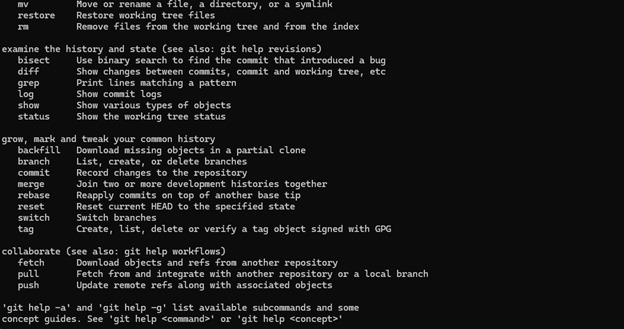 mv Move or rename a file, a directory, or a symlink
restore Restore working tree files
rm Remove files from the working tree and from the index
examine the history and state (see also: git help revisions)
bisect Use binary search to find the commit that introduced a bug
diff Show changes between commits, commit and working tree, etc
grep Print lines matching a pattern
log Show commit logs
show Show various types of objects
status Show the working tree status
grow, mark and tweak your common history
backfill Download missing objects in a partial clone
branch List, create, or delete branches
commit Record changes to the repository
merge Join two or more development histories together
rebase Reapply commits on top of another base tip
reset Reset current HEAD to the specified state
switch Switch branches
tag Create, list, delete or verify a tag object signed with GPG
collaborate (see also: git help workflows)
fetch Download objects and refs from another repository
pull Fetch from and integrate with another repository or a local branch
push Update remote refs along with associated objects
'git help -a' and 'git help -g' list available subcommands and some
concept guides. See 'git help <command>' or 'git help <concept>'